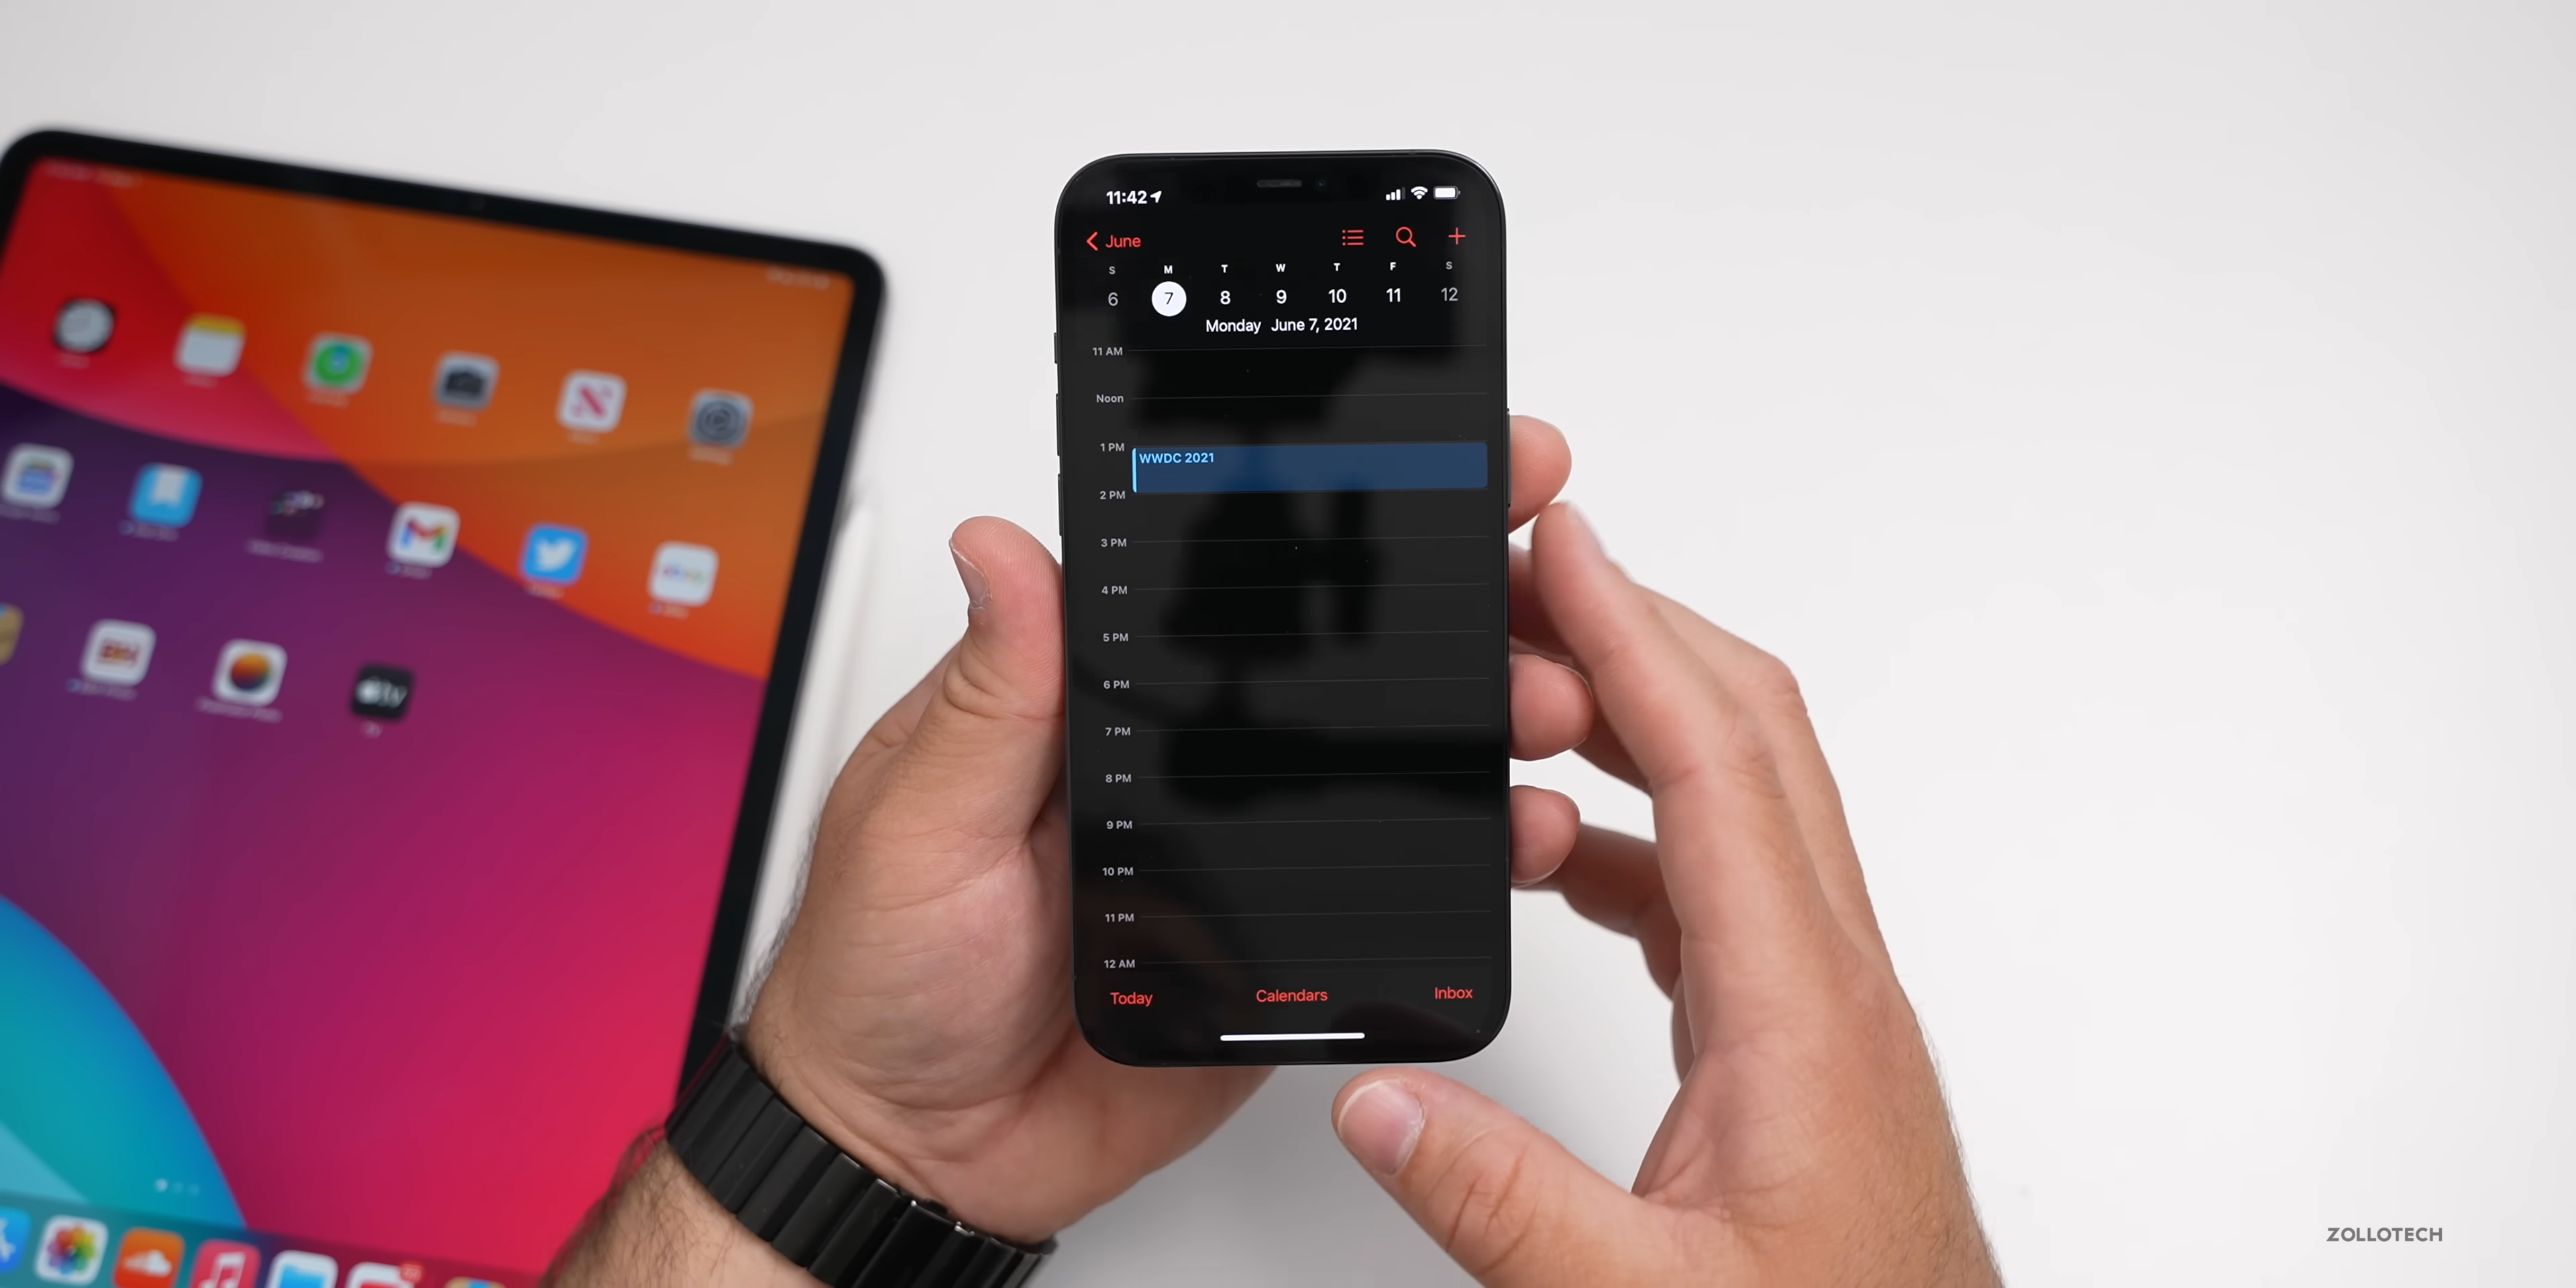 11:42
June
S M T W T F S
6 7 8 9 10 11 12
Monday June 7, 2021
11 AM
Noon
1 PM
WWDC 2021
2 PM
3 PM
4 PM
5 PM
6 PM
7 PM
8 PM
9 PM
10 PM
11 PM
12 AM
Today Calendars Inbox
tv
ZOLLOTECH